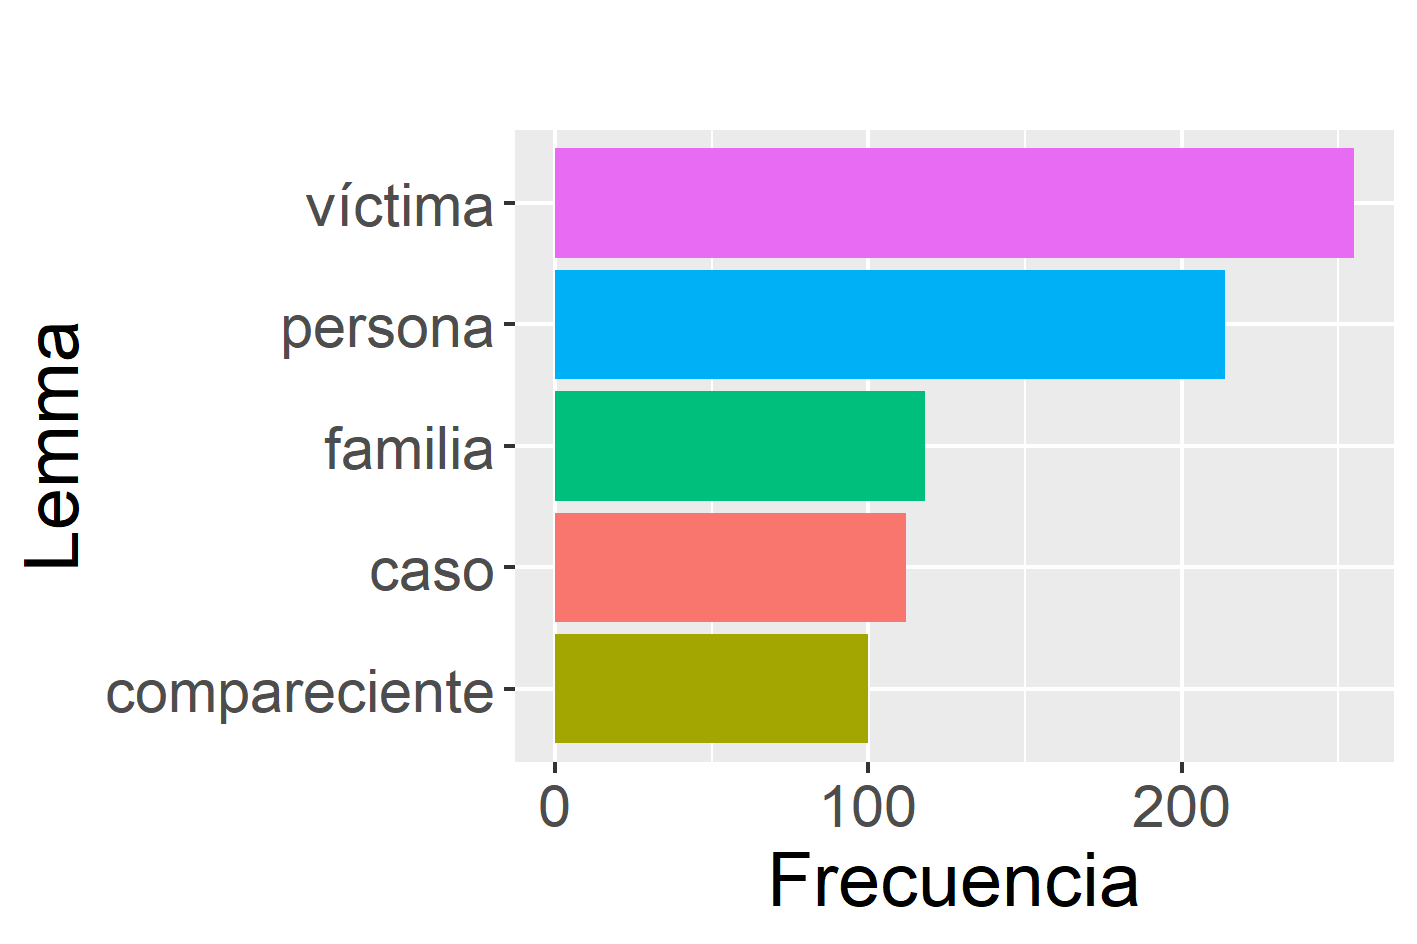 víctima
persona
familia
caso
compareciente
Lemma
0 100 200
Frecuencia